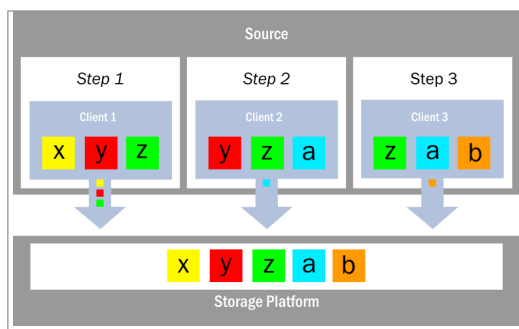 Source
Step 1 Step 2 Step 3
Client 1 Client 2 Client 3
x y z y z a z a b
x y z a b
Storage Platform